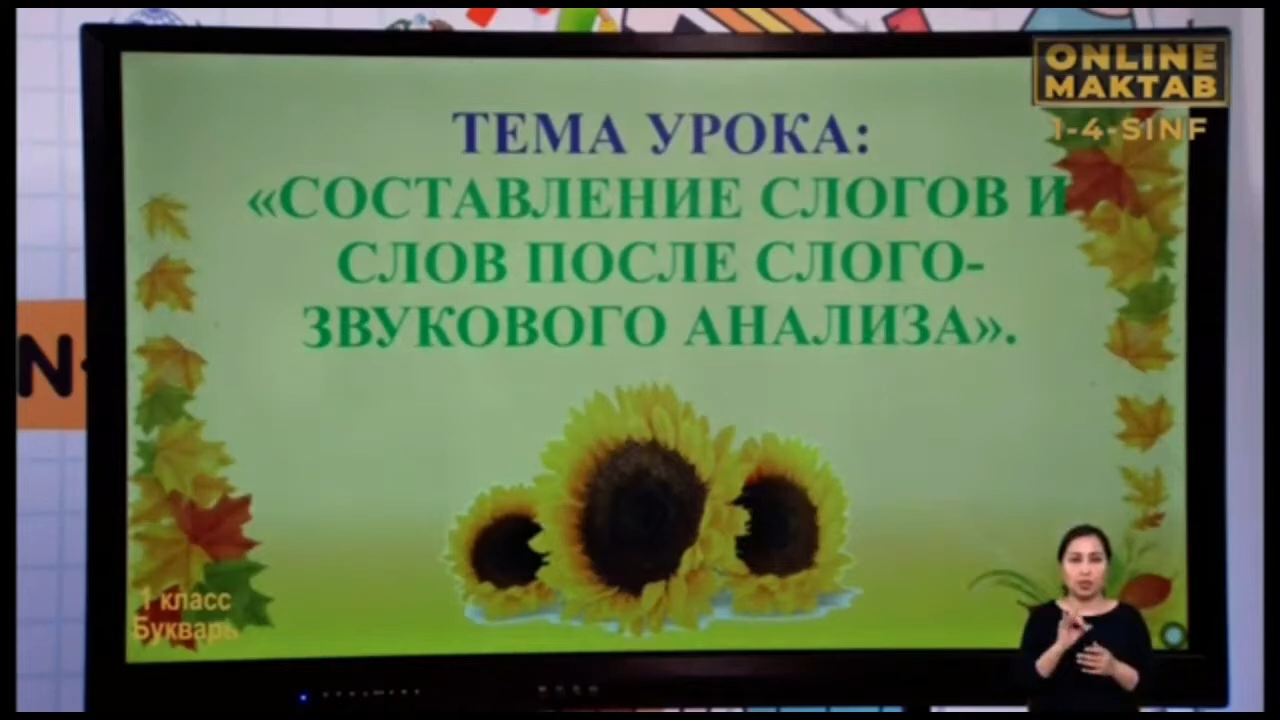 ONLINE
MAKTAB
1-4-SINF
ТЕМА УРОКА:
«СОСТАВЛЕНИЕ СЛОГОВ И
СЛОВ ПОСЛЕ СЛОГО-
ЗВУКОВОГО АНАЛИЗА».
N
1 класс
Букварь